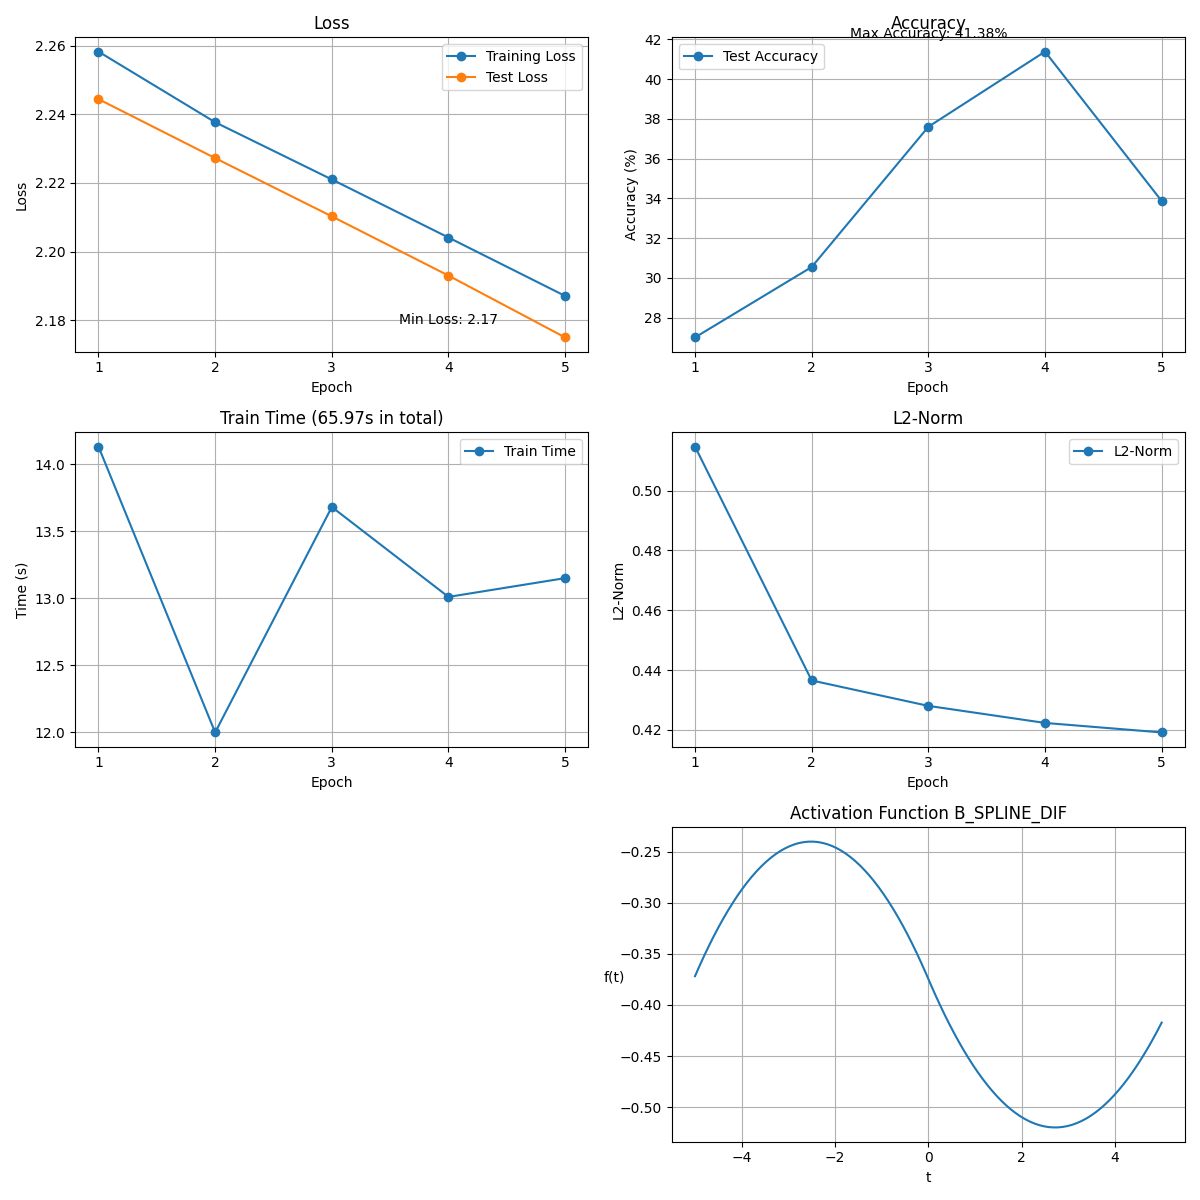 Loss
2.26
2.24
2.22
2.20
2.18
Loss
Training Loss
Test Loss
Min Loss: 2.17
1 2 3 4 5
Epoch
Accuracy
Max Accuracy: 41.38%
42
40
38
36
34
32
30
28
Accuracy (%)
Test Accuracy
1 2 3 4 5
Epoch
Train Time (65.97s in total)
14.0
13.5
13.0
12.5
12.0
Time (s)
Train Time
1 2 3 4 5
Epoch
L2-Norm
0.50
0.48
0.46
0.44
0.42
L2-Norm
L2-Norm
1 2 3 4 5
Epoch
Activation Function B_SPLINE_DIF
−0.25
−0.30
−0.35
−0.40
−0.45
−0.50
f(t)
−4 −2 0 2 4
t